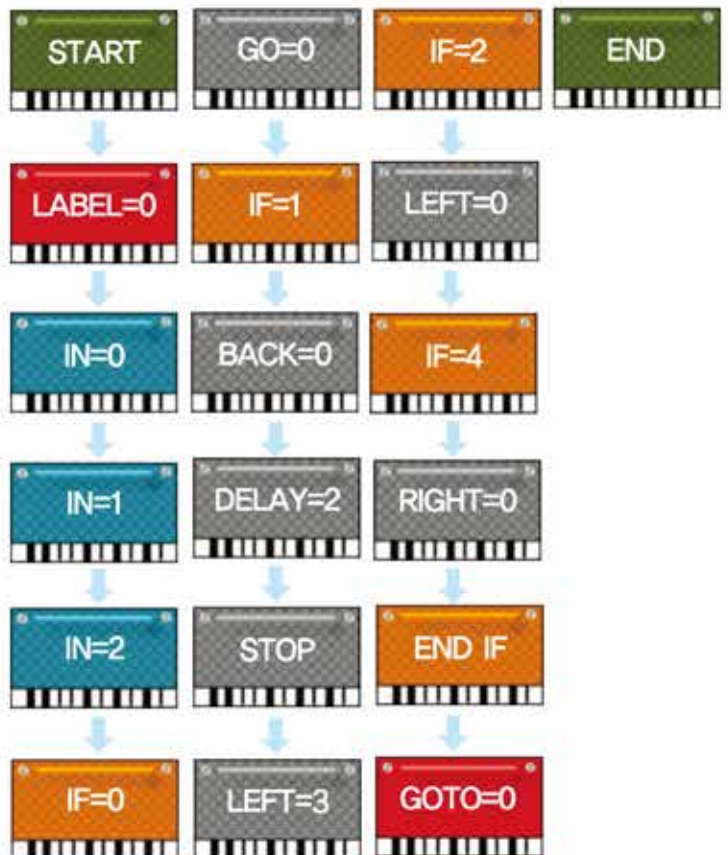 START
LABEL=0
IN=0
IN=1
IN=2
IF=0
GO=0
IF=1
BACK=0
DELAY=2
STOP
LEFT=3
IF=2
LEFT=0
IF=4
RIGHT=0
END IF
GOTO=0
END